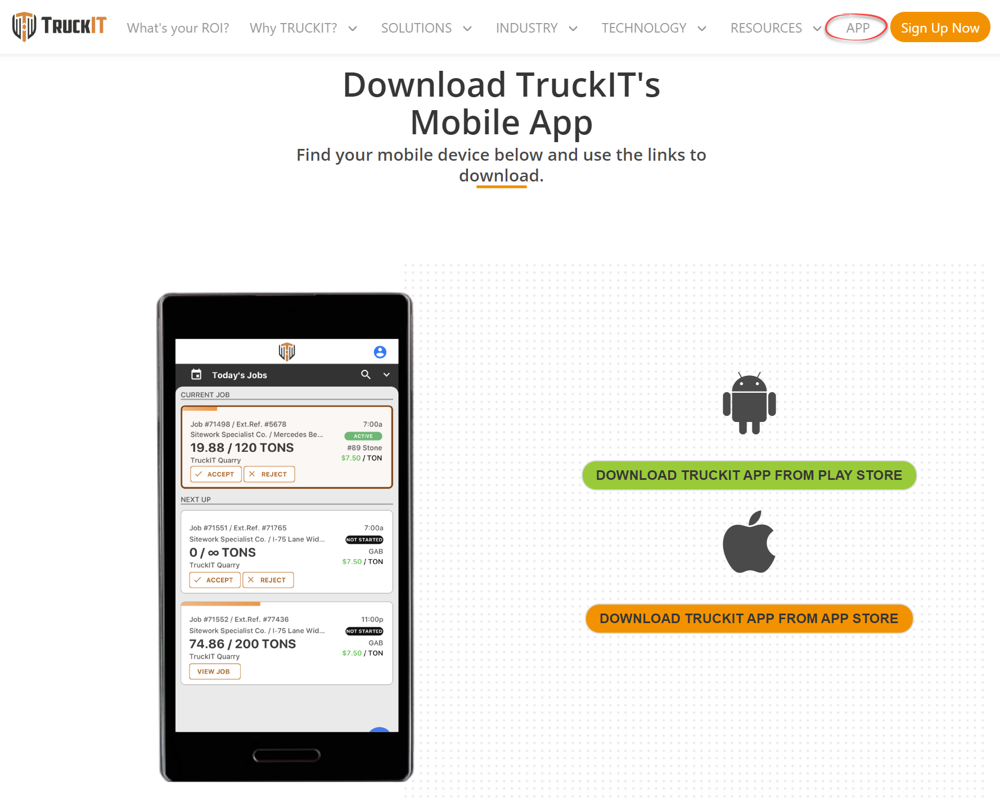 TRUCKIT
What's your ROI?
Why TRUCKIT?
SOLUTIONS
INDUSTRY
TECHNOLOGY
RESOURCES
APP
Sign Up Now
Download TruckIT's
Mobile App
Find your mobile device below and use the links to
download.
Today's Jobs
CURRENT JOB
Job #71498 / Ext.Ref. #5678 7:00a
Sitework Specialist Co. / Mercedes Be... ACTIVE
19.88 / 120 TONS #89 Stone
TruckIT Quarry $7.50 / TON
ACCEPT REJECT
NEXT UP
Job #71551 / Ext.Ref. #71765 7:00a
Sitework Specialist Co. / I-75 Lane Wid... NOT STARTED
0 / ∞ TONS GAB
TruckIT Quarry $7.50 / TON
ACCEPT REJECT
Job #71552 / Ext.Ref. #77436 11:00p
Sitework Specialist Co. / I-75 Lane Wid... NOT STARTED
74.86 / 200 TONS GAB
TruckIT Quarry $7.50 / TON
VIEW JOB
DOWNLOAD TRUCKIT APP FROM PLAY STORE
DOWNLOAD TRUCKIT APP FROM APP STORE